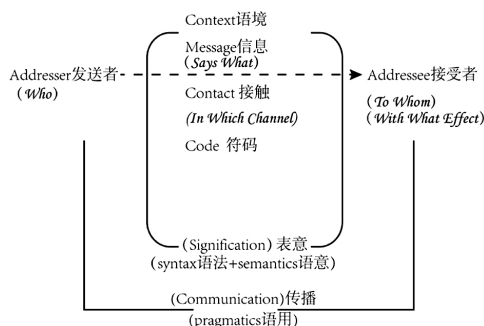 Context语境
Message信息
(Says What)
Addresser发送者
(Who)
Addressee接受者
(To Whom)
(With What Effect)
Contact 接触
(In Which Channel)
Code 符码
(Signification) 表意
(syntax语法+semantics语意)
(Communication)传播
(pragmatics语用)